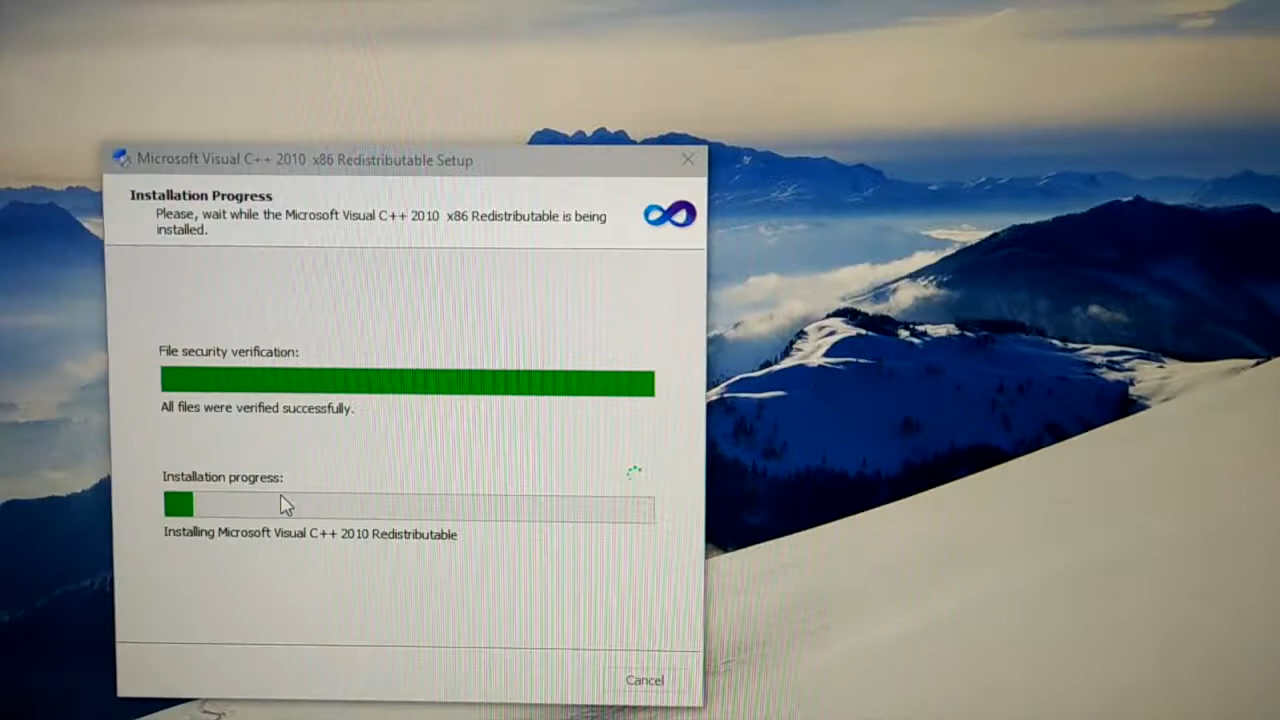 Microsoft Visual C++ 2010 x86 Redistributable Setup
Installation Progress
Please, wait while the Microsoft Visual C++ 2010 x86 Redistributable is being
installed.
File security verification:
All files were verified successfully.
Installation progress:
Installing Microsoft Visual C++ 2010 Redistributable
Cancel